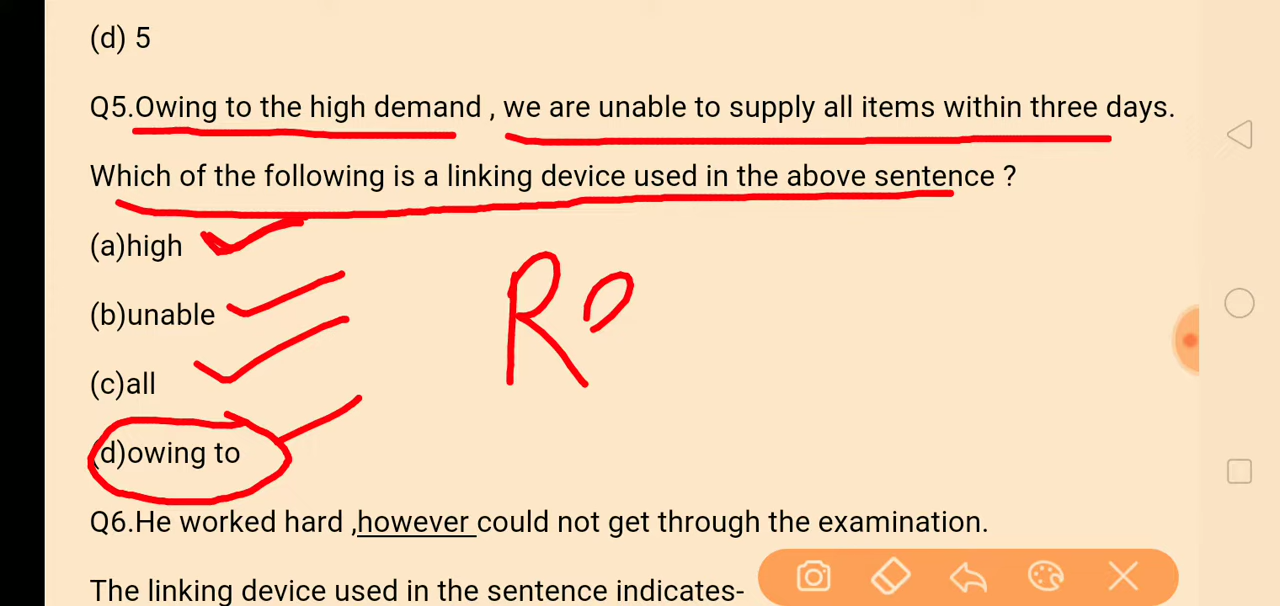 (d) 5
Q5.Owing to the high demand , we are unable to supply all items within three days.
Which of the following is a linking device used in the above sentence ?
(a)high
(b)unable
(c)all
(d)owing to
Re
Q6.He worked hard ,however could not get through the examination.
The linking device used in the sentence indicates-